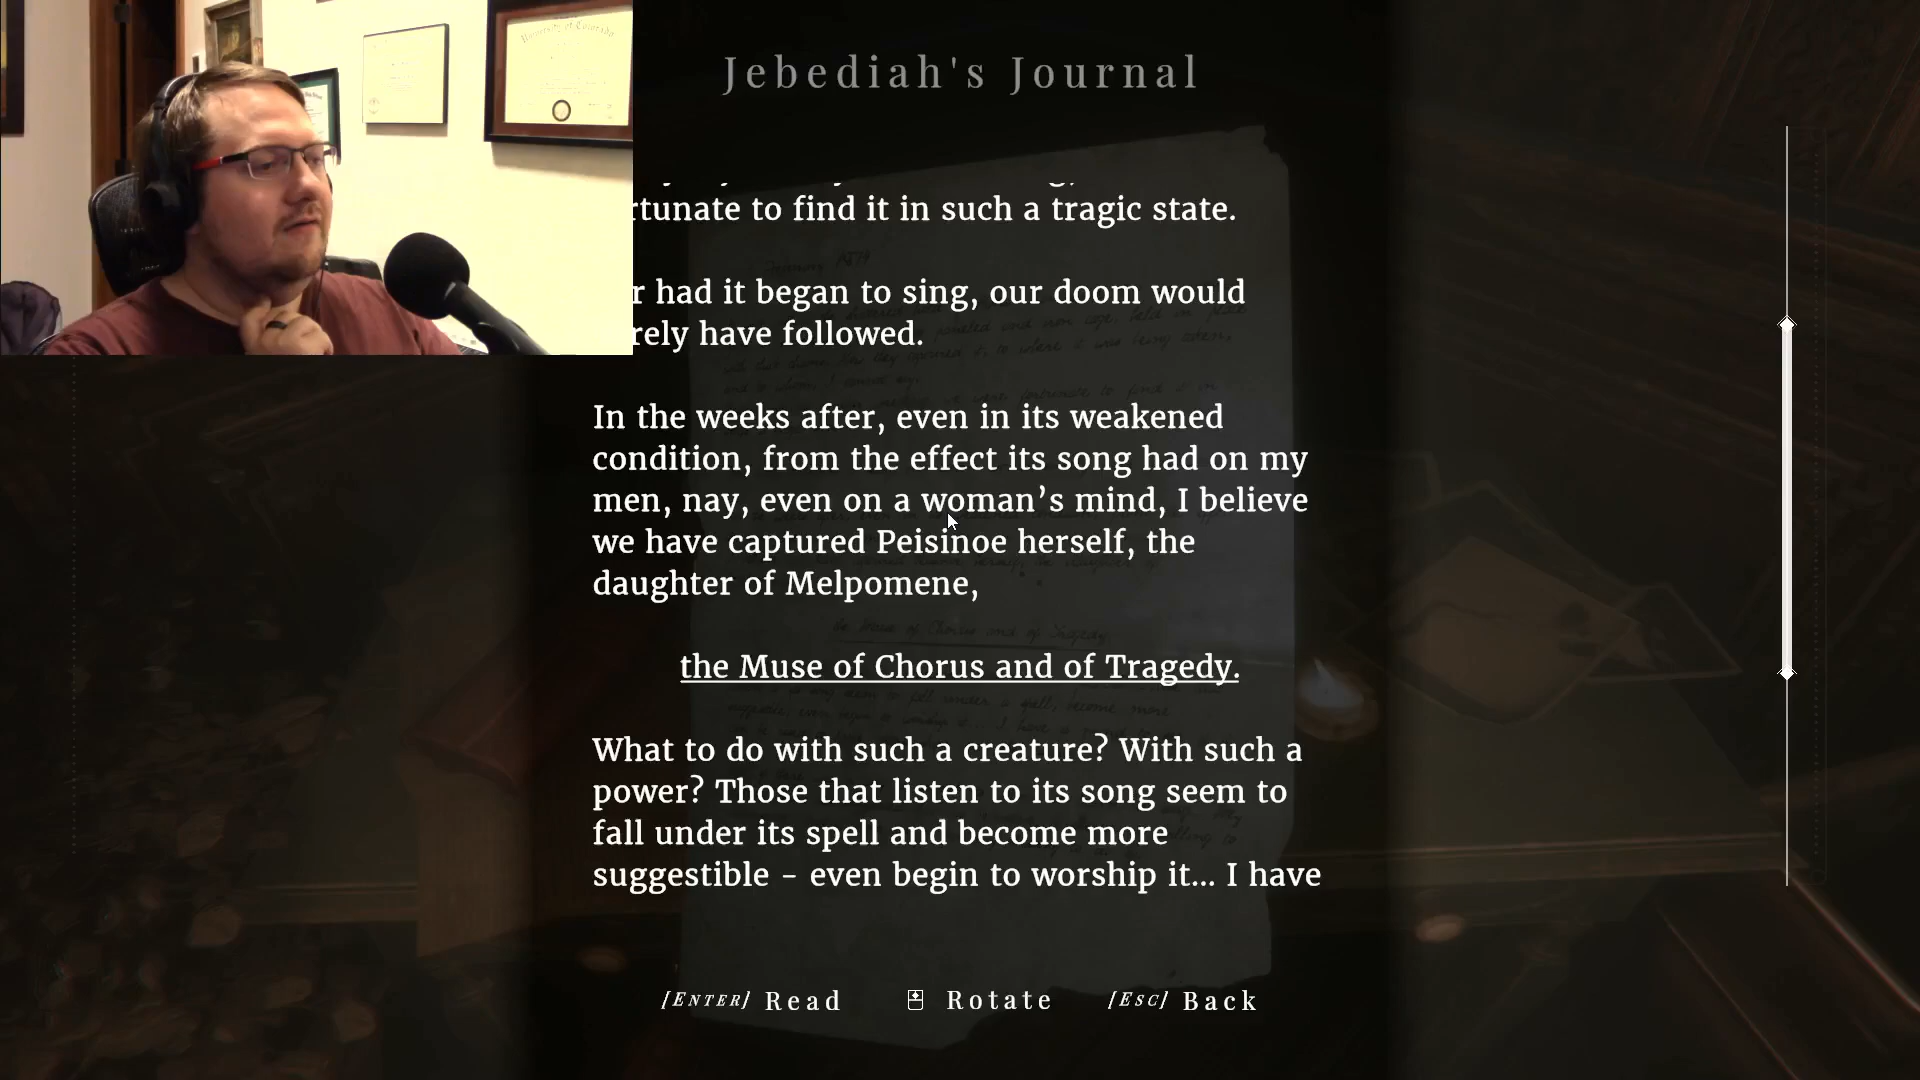 University of Colorado
Jebediah's Journal
rtunate to find it in such a tragic state.
r had it began to sing, our doom would
rely have followed.
In the weeks after, even in its weakened
condition, from the effect its song had on my
men, nay, even on a woman’s mind, I believe
we have captured Peisinoe herself, the
daughter of Melpomene,
the Muse of Chorus and of Tragedy.
What to do with such a creature? With such a
power? Those that listen to its song seem to
fall under its spell and become more
suggestible – even begin to worship it... I have
[ENTER] Read Rotate [ESC] Back